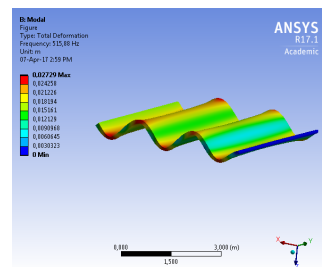 B: Modal
Figure
Type: Total Deformation
Frequency: 515,88 Hz
Unit: m
07-Apr-17 2:59 PM
0,02729 Max
0,024258
0,021226
0,018194
0,015161
0,012129
0,0090968
0,0060645
0,0030323
0 Min
ANSYS
R17.1
Academic
0,000
3,000 (m)
1,500
X
Y